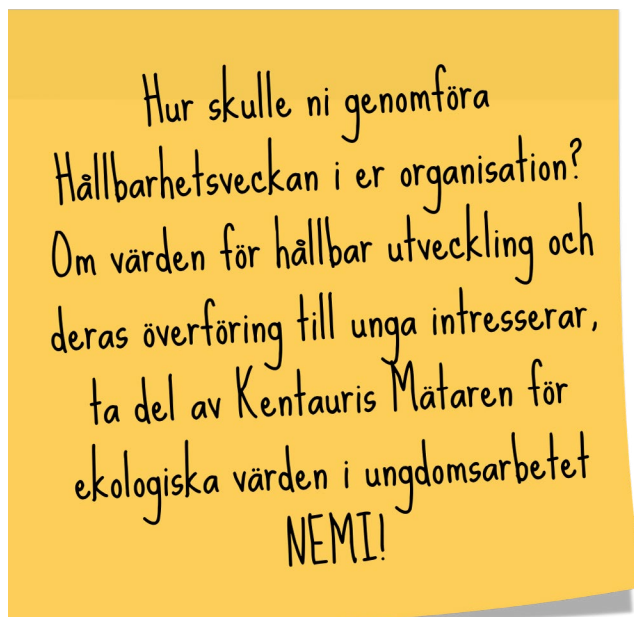 Hur skulle ni genomföra
Hållbarhetsveckan i er organisation?
Om värden för hållbar utveckling och
deras överföring till unga intresserar,
ta del av Kentauris Mätaren för
ekologiska värden i ungdomsarbetet
NEMI!